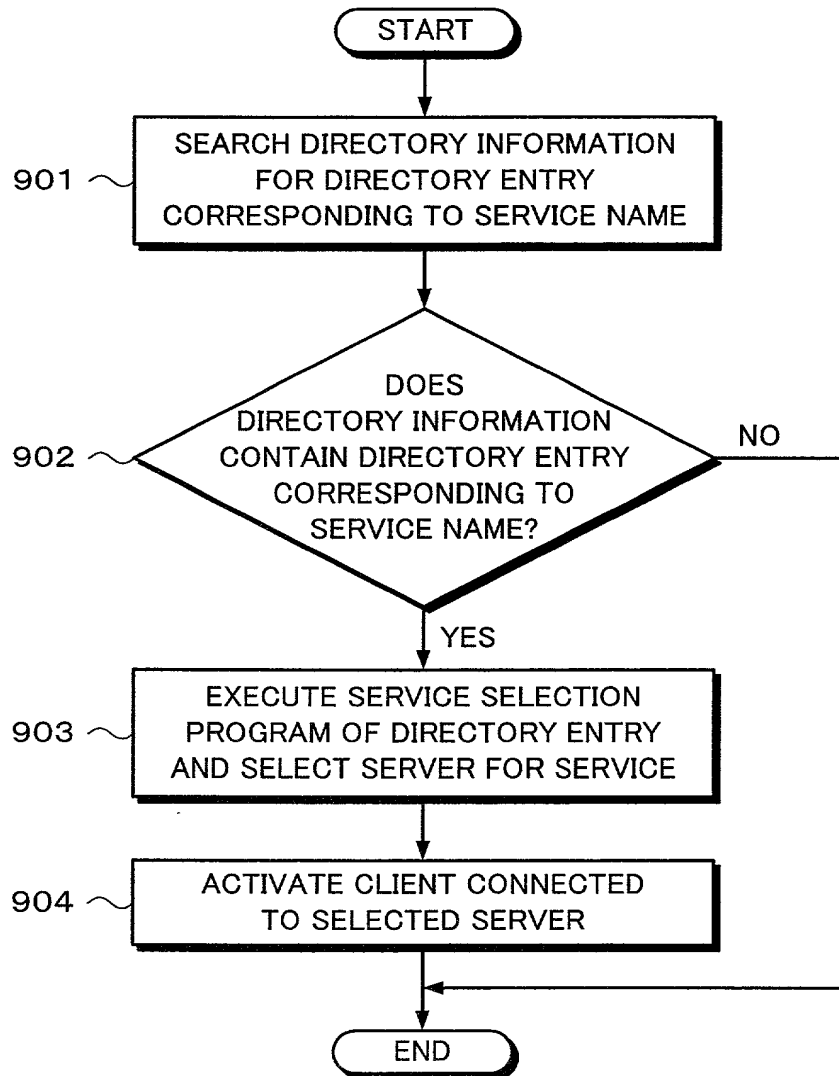 START
901
SEARCH DIRECTORY INFORMATION
FOR DIRECTORY ENTRY
CORRESPONDING TO SERVICE NAME
902
DOES
DIRECTORY INFORMATION
CONTAIN DIRECTORY ENTRY
CORRESPONDING TO
SERVICE NAME?
NO
YES
903
EXECUTE SERVICE SELECTION
PROGRAM OF DIRECTORY ENTRY
AND SELECT SERVER FOR SERVICE
904
ACTIVATE CLIENT CONNECTED
TO SELECTED SERVER
END